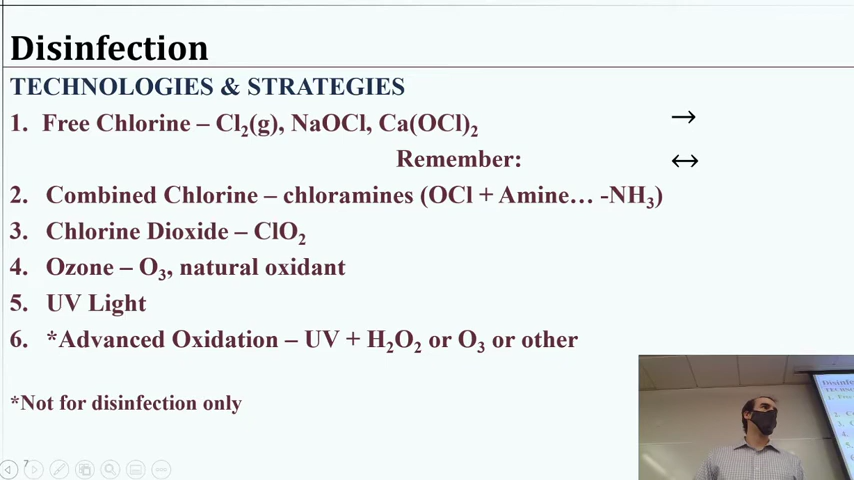 Disinfection
TECHNOLOGIES & STRATEGIES
1. Free Chlorine – Cl₂(g), NaOCl, Ca(OCl)₂ →
Remember: ↔
2. Combined Chlorine – chloramines (OCl + Amine… -NH₃)
3. Chlorine Dioxide – ClO₂
4. Ozone – O₃, natural oxidant
5. UV Light
6. *Advanced Oxidation – UV + H₂O₂ or O₃ or other
*Not for disinfection only
7